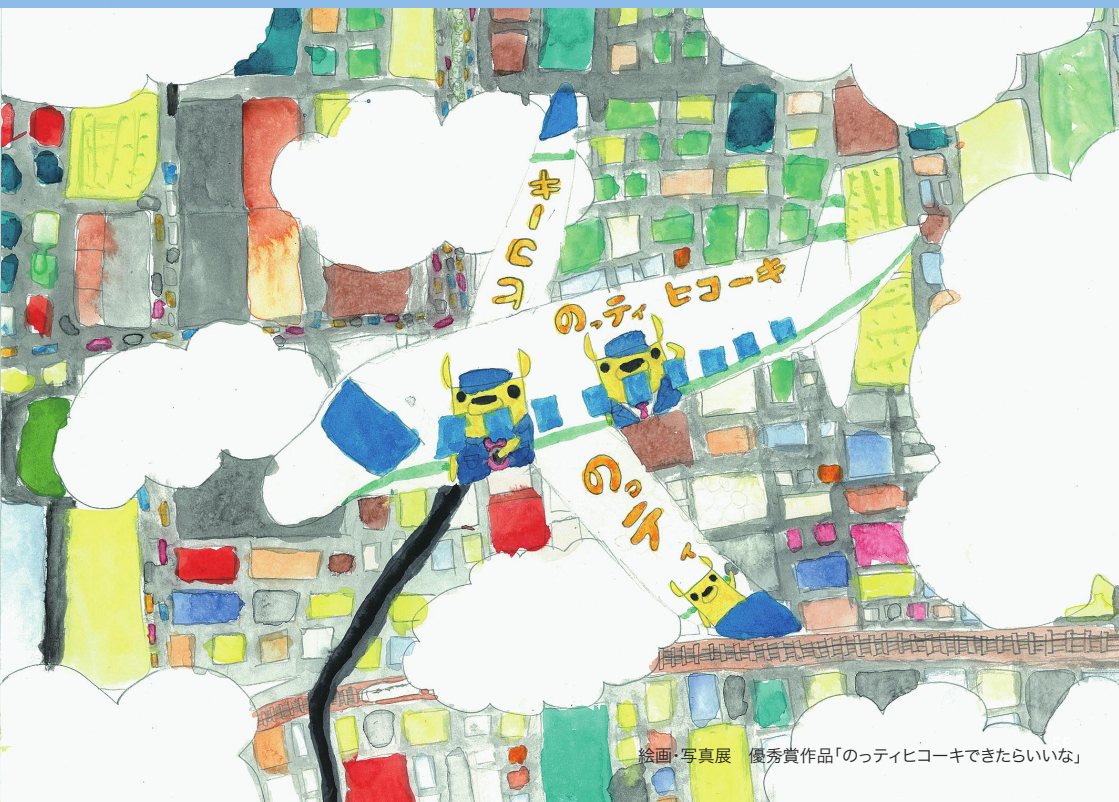 ヒコーキ
のっティ ヒコーキ
のっティ
絵画・写真展　優秀賞作品「のっティヒコーキできたらいいな」